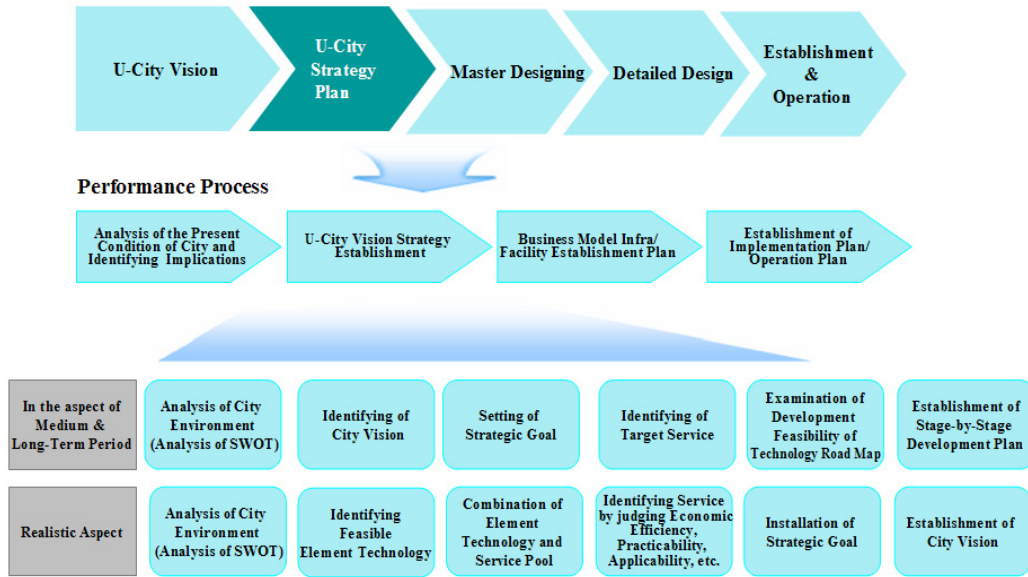 U-City Vision
U-City
Strategy
Plan
Master Designing
Detailed Design
Establishment
&
Operation
Performance Process
Analysis of the Present
Condition of City and
Identifying Implications
U-City Vision Strategy
Establishment
Business Model Infra/
Facility Establishment Plan
Establishment of
Implementation Plan/
Operation Plan
In the aspect of
Medium &
Long-Term Period
Analysis of City
Environment
(Analysis of SWOT)
Identifying of
City Vision
Setting of
Strategic Goal
Identifying of
Target Service
Examination of
Development
Feasibility of
Technology Road Map
Establishment of
Stage-by-Stage
Development Plan
Realistic Aspect
Analysis of City
Environment
(Analysis of SWOT)
Identifying
Feasible
Element Technology
Combination of
Element
Technology and
Service Pool
Identifying Service
by judging Economic
Efficiency,
Practicability,
Applicability, etc.
Installation of
Strategic Goal
Establishment of
City Vision